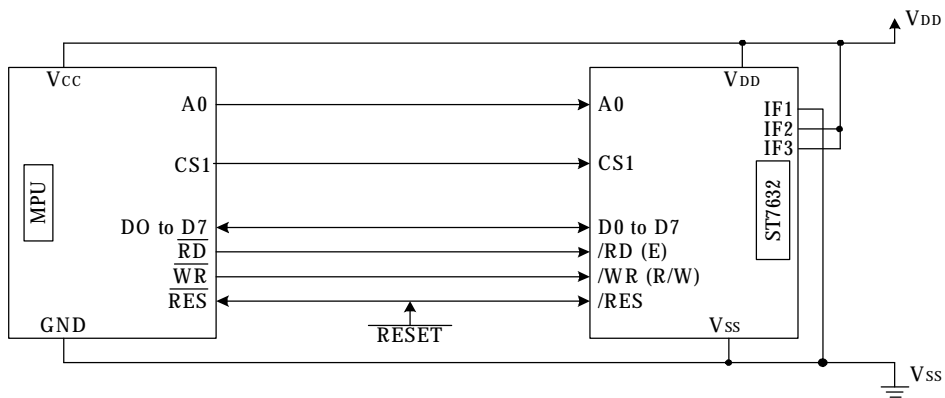 VDD
VCC
VDD
A0
A0
IF1
IF2
IF3
CS1
CS1
MPU
ST7632
DO to D7
D0 to D7
RD
/RD (E)
WR
/WR (R/W)
RES
/RES
GND
RESET
VSS
VSS